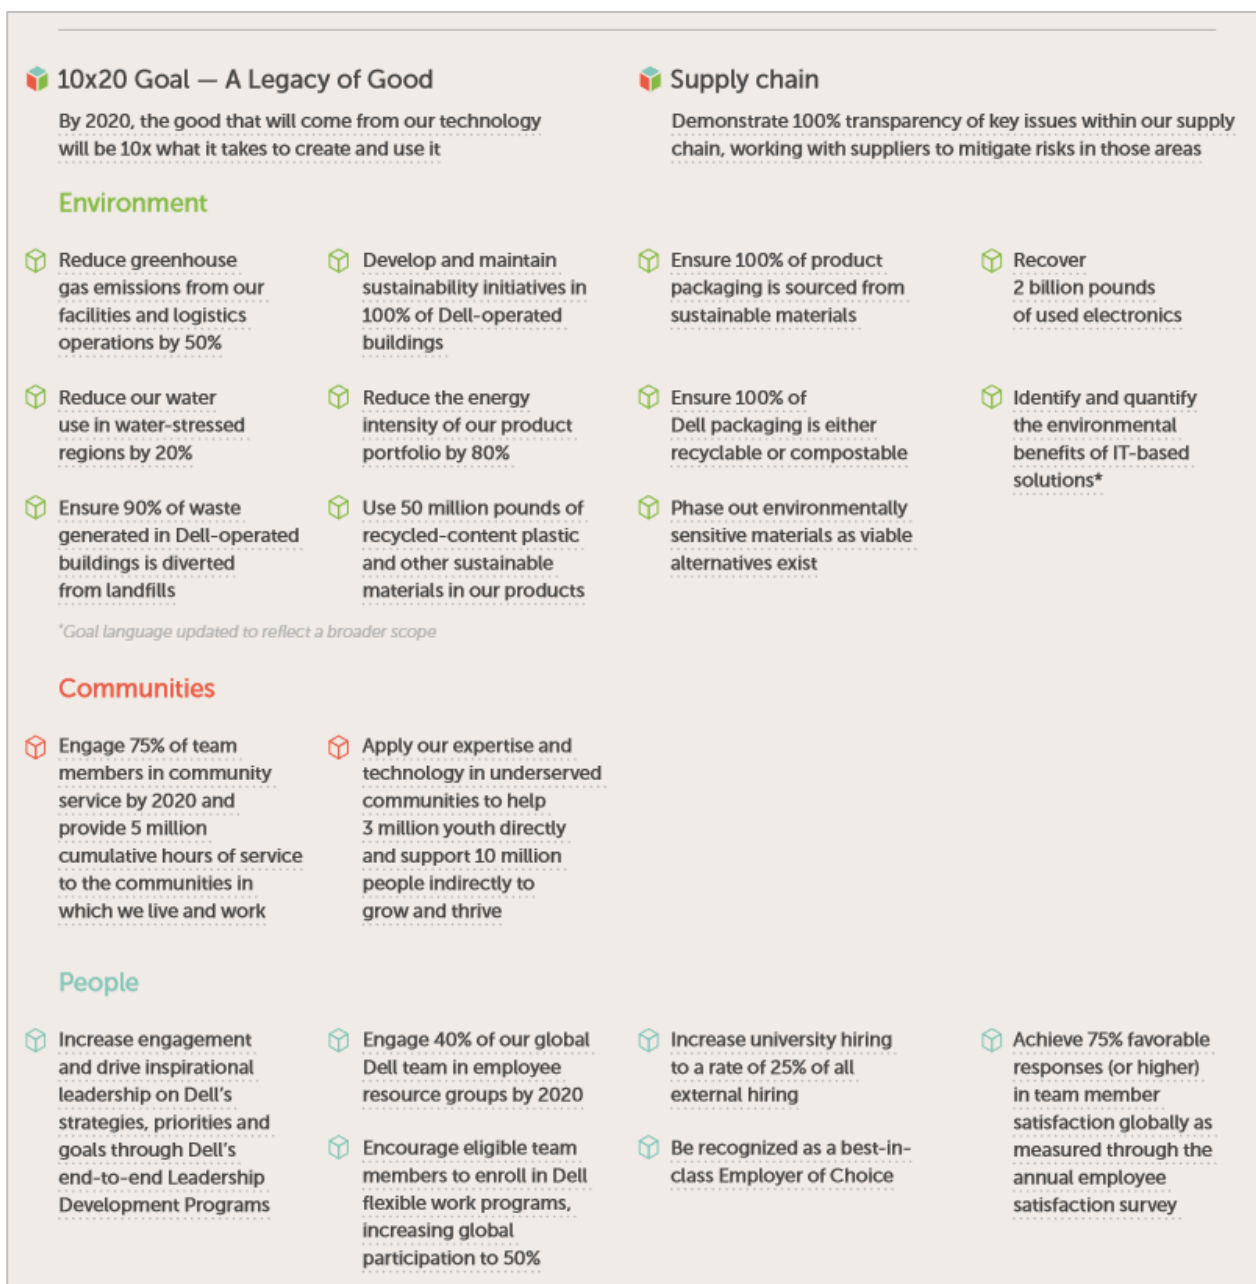 10x20 Goal — A Legacy of Good
By 2020, the good that will come from our technology
will be 10x what it takes to create and use it
Supply chain
Demonstrate 100% transparency of key issues within our supply
chain, working with suppliers to mitigate risks in those areas
Environment
Reduce greenhouse
gas emissions from our
facilities and logistics
operations by 50%
Develop and maintain
sustainability initiatives in
100% of Dell-operated
buildings
Ensure 100% of product
packaging is sourced from
sustainable materials
Recover
2 billion pounds
of used electronics
Reduce our water
use in water-stressed
regions by 20%
Reduce the energy
intensity of our product
portfolio by 80%
Ensure 100% of
Dell packaging is either
recyclable or compostable
Identify and quantify
the environmental
benefits of IT-based
solutions*
Ensure 90% of waste
generated in Dell-operated
buildings is diverted
from landfills
Use 50 million pounds of
recycled-content plastic
and other sustainable
materials in our products
Phase out environmentally
sensitive materials as viable
alternatives exist
*Goal language updated to reflect a broader scope
Communities
Engage 75% of team
members in community
service by 2020 and
provide 5 million
cumulative hours of service
to the communities in
which we live and work
Apply our expertise and
technology in underserved
communities to help
3 million youth directly
and support 10 million
people indirectly to
grow and thrive
People
Increase engagement
and drive inspirational
leadership on Dell's
strategies, priorities and
goals through Dell's
end-to-end Leadership
Development Programs
Engage 40% of our global
Dell team in employee
resource groups by 2020
Encourage eligible team
members to enroll in Dell
flexible work programs,
increasing global
participation to 50%
Increase university hiring
to a rate of 25% of all
external hiring
Be recognized as a best-in-
class Employer of Choice
Achieve 75% favorable
responses (or higher)
in team member
satisfaction globally as
measured through the
annual employee
satisfaction survey